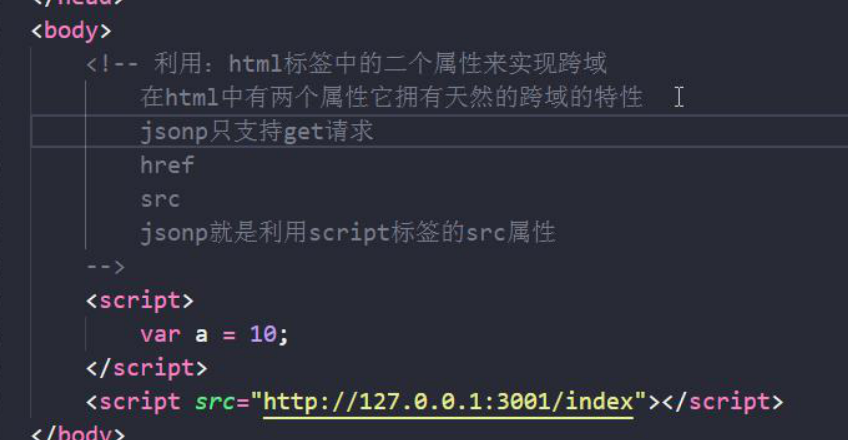 </head>
<body>
<!-- 利用: html标签中的二个属性来实现跨域
在html中有两个属性它拥有天然的跨域的特性
jsonp只支持get请求
href
src
jsonp就是利用script标签的src属性
-->
<script>
var a = 10;
</script>
<script src="http://127.0.0.1:3001/index"></script>
</body>